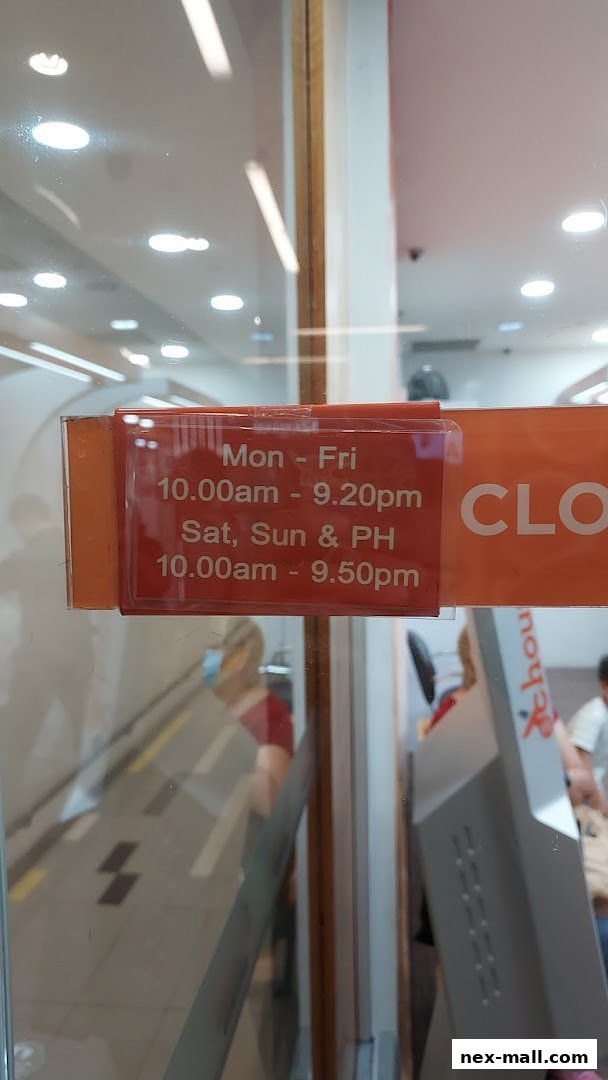 Mon - Fri
10.00am - 9.20pm
Sat, Sun & PH
10.00am - 9.50pm
CLO
nex-mall.com